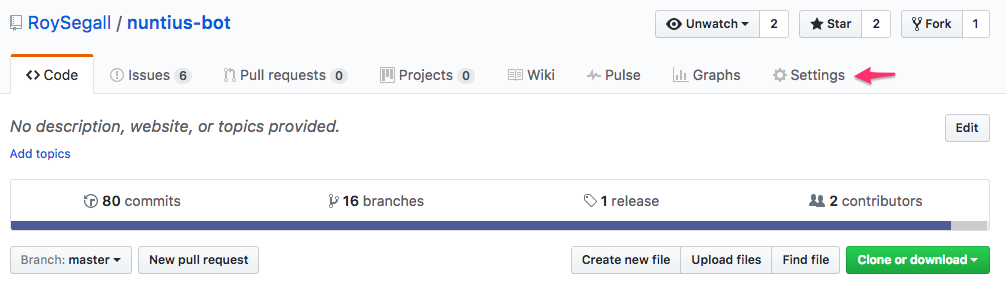 RoySegall / nuntius-bot Unwatch 2 Star 2 Fork 1
Code Issues 6 Pull requests 0 Projects 0 Wiki Pulse Graphs Settings
No description, website, or topics provided. Edit
Add topics
80 commits 16 branches 1 release 2 contributors
Branch: master New pull request Create new file Upload files Find file Clone or download